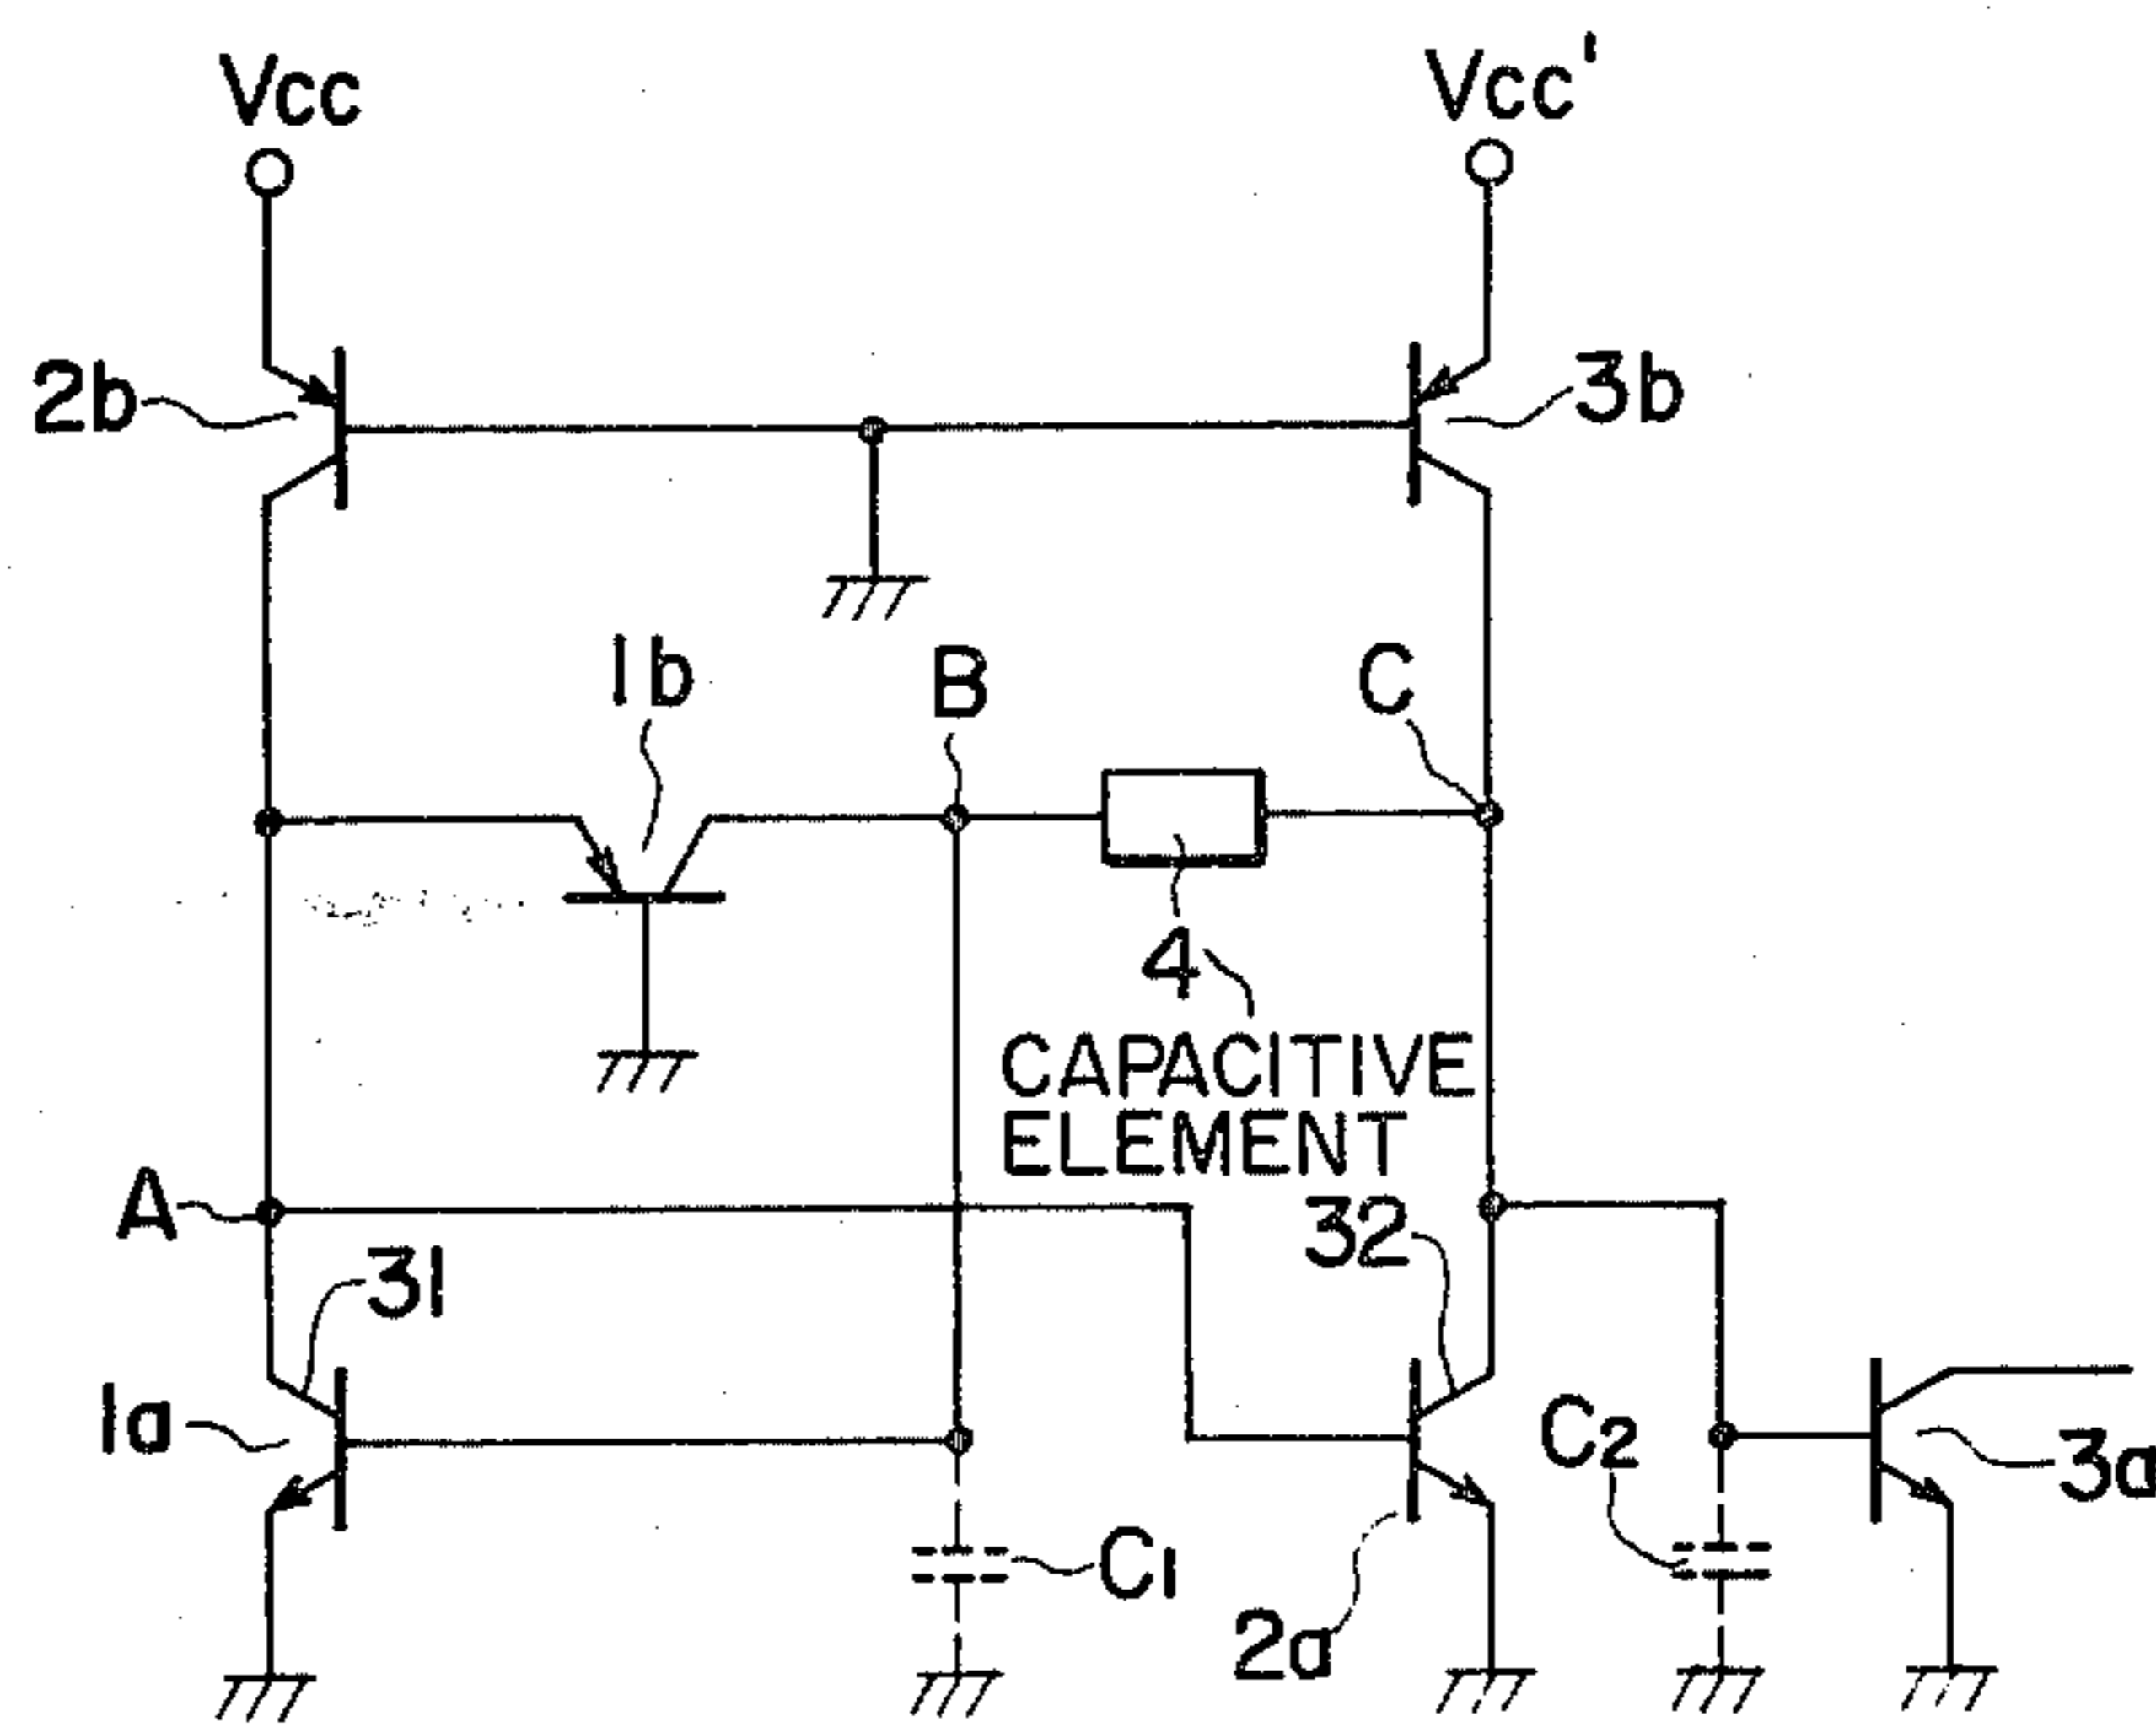 Vcc
Vcc'
2b
3b
1b
B
C
4
CAPACITIVE
ELEMENT
A
31
32
1a
C1
2a
C2
3a